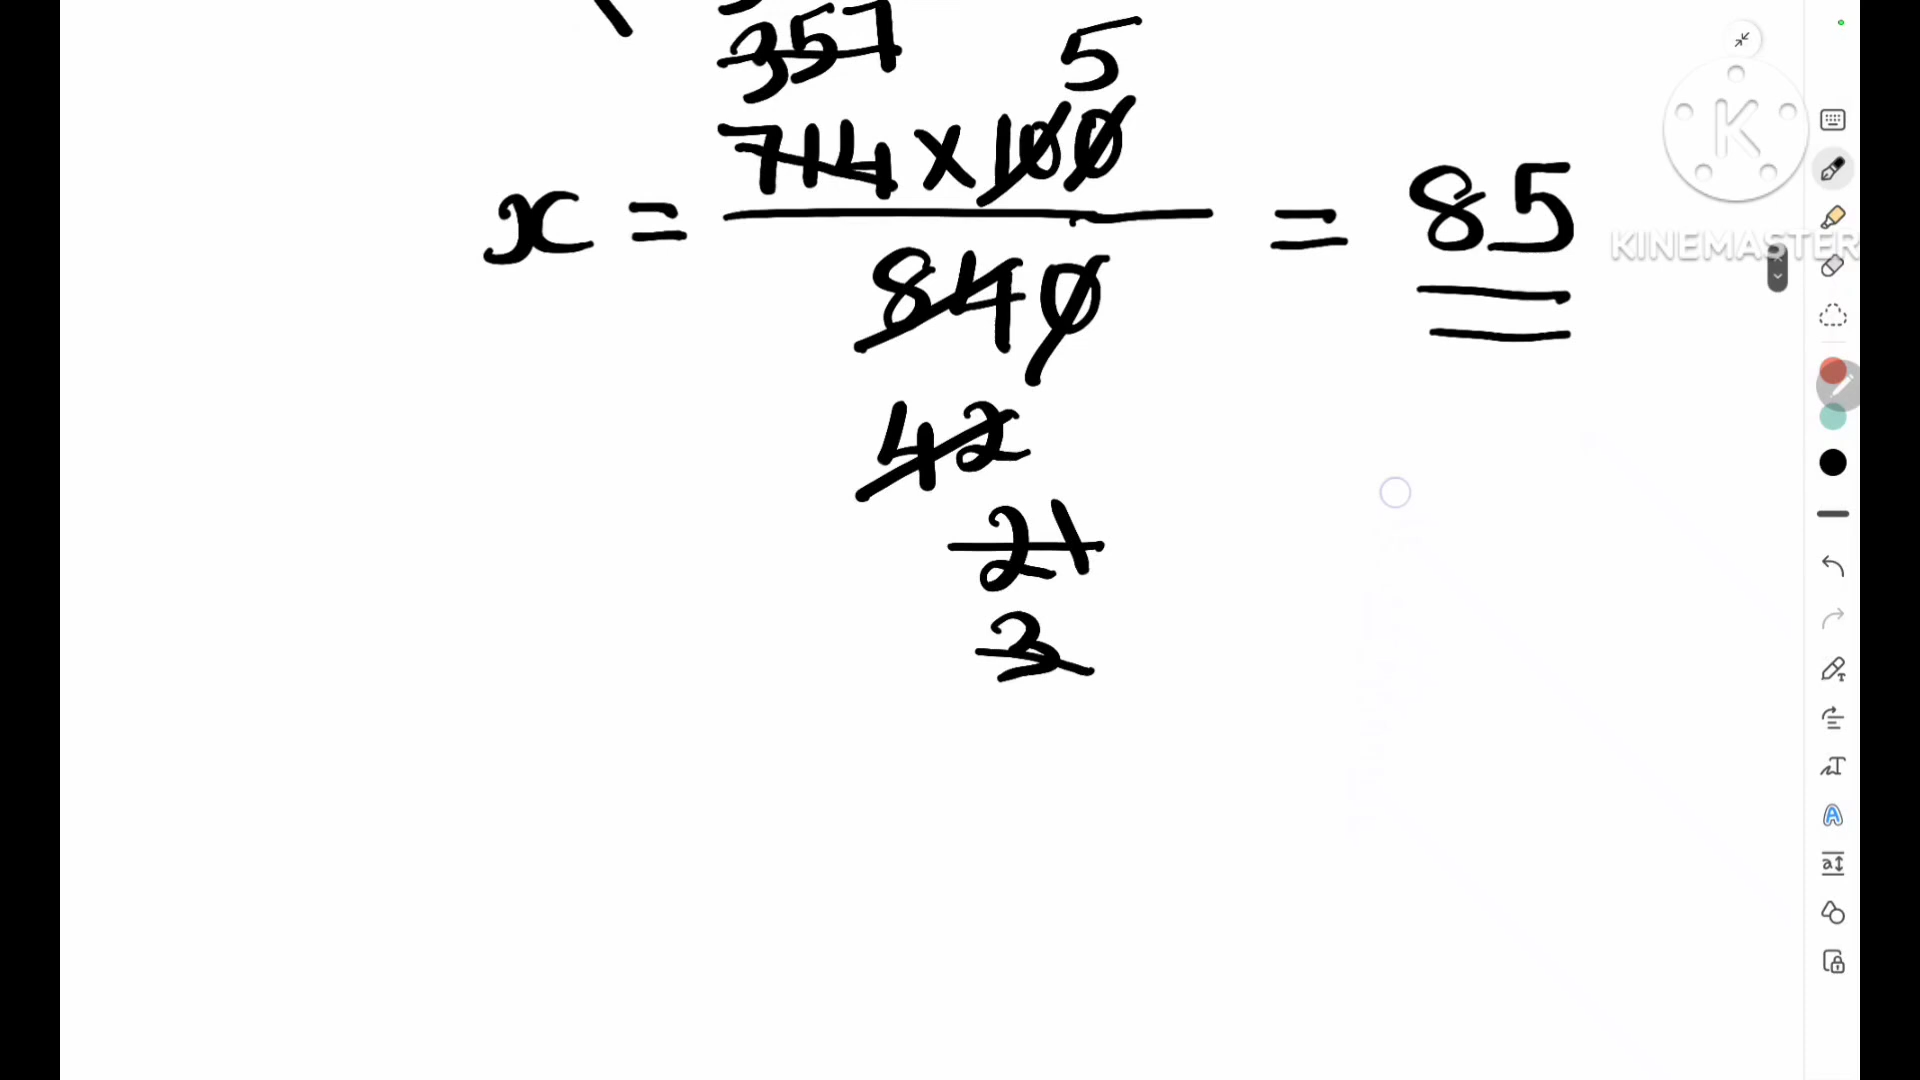 357 5
714 x 100
x = = 85
840
42
21
3
KINEMASTER